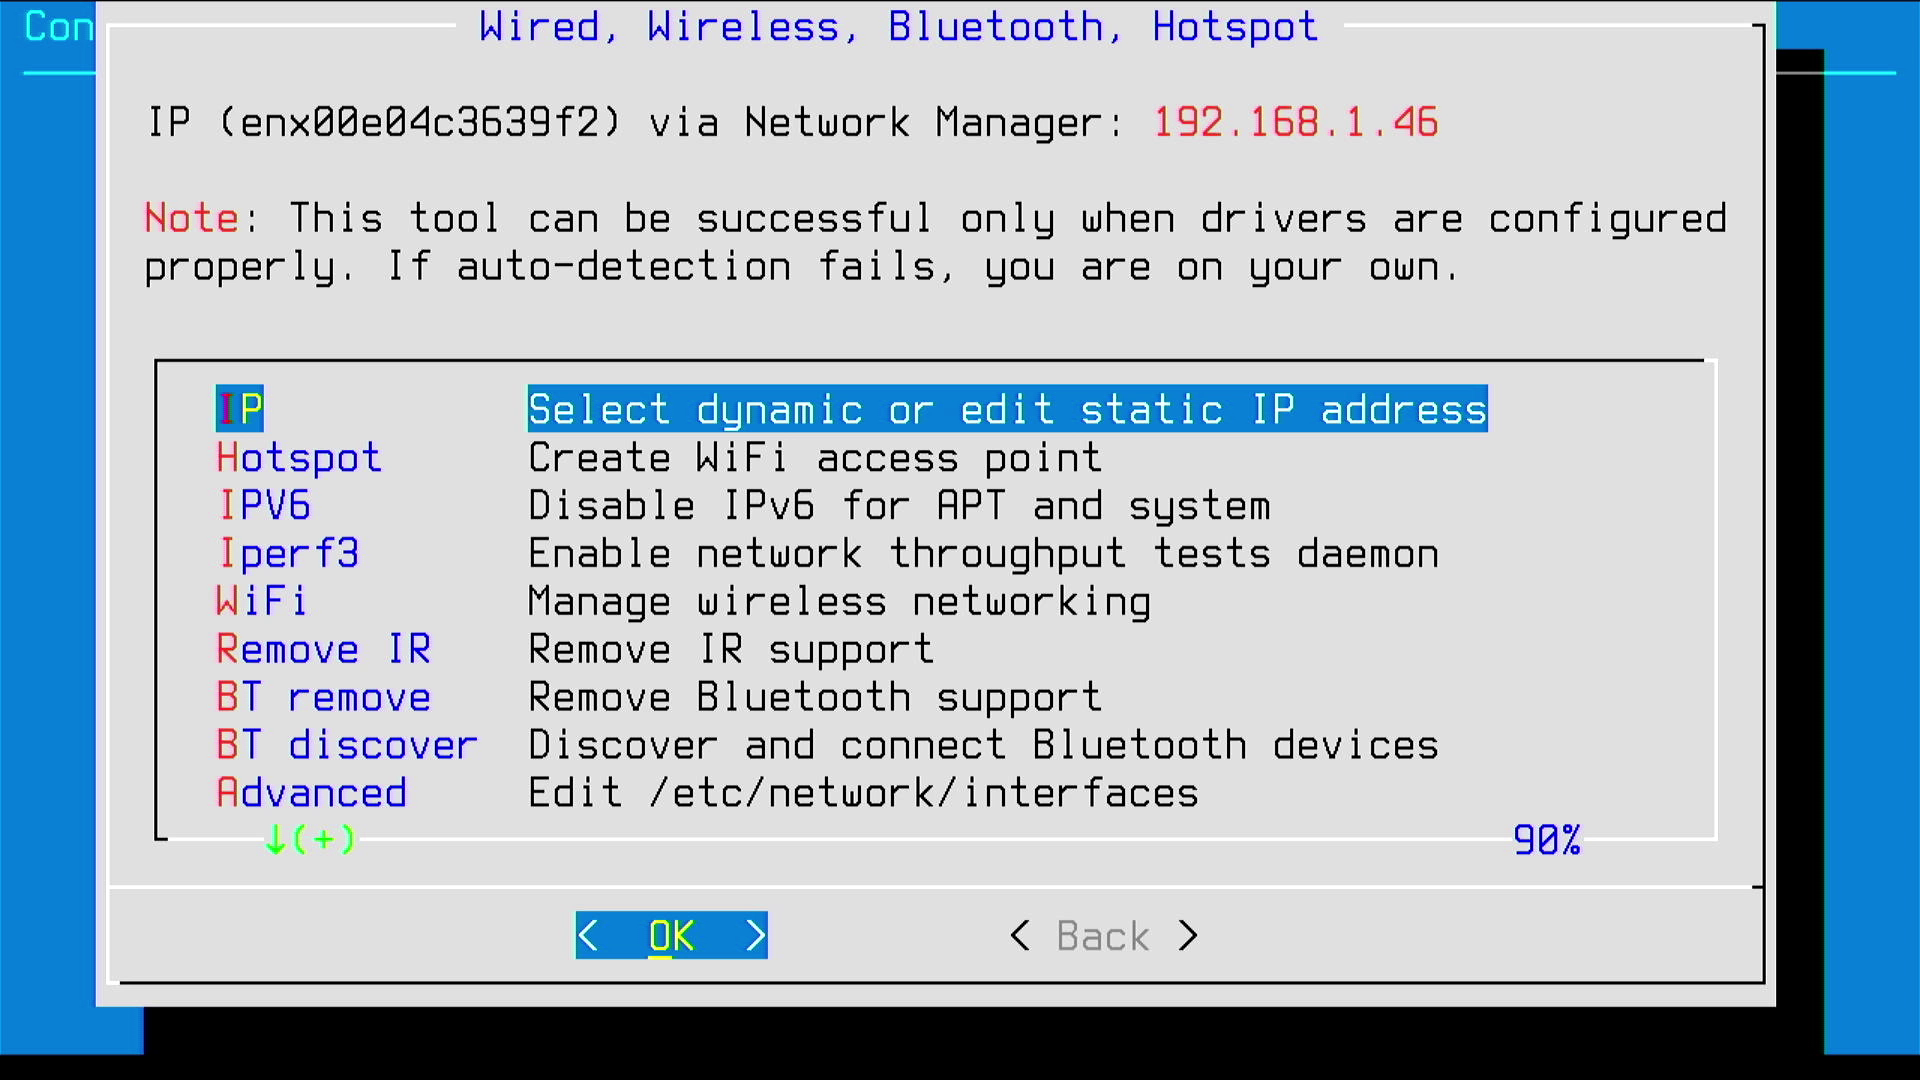 Con
Wired, Wireless, Bluetooth, Hotspot
IP (enx00e04c3639f2) via Network Manager: 192.168.1.46
Note: This tool can be successful only when drivers are configured
properly. If auto-detection fails, you are on your own.
IP Select dynamic or edit static IP address
Hotspot Create WiFi access point
IPV6 Disable IPv6 for APT and system
Iperf3 Enable network throughput tests daemon
WiFi Manage wireless networking
Remove IR Remove IR support
BT remove Remove Bluetooth support
BT discover Discover and connect Bluetooth devices
Advanced Edit /etc/network/interfaces
↓(+) 90%
< OK > < Back >